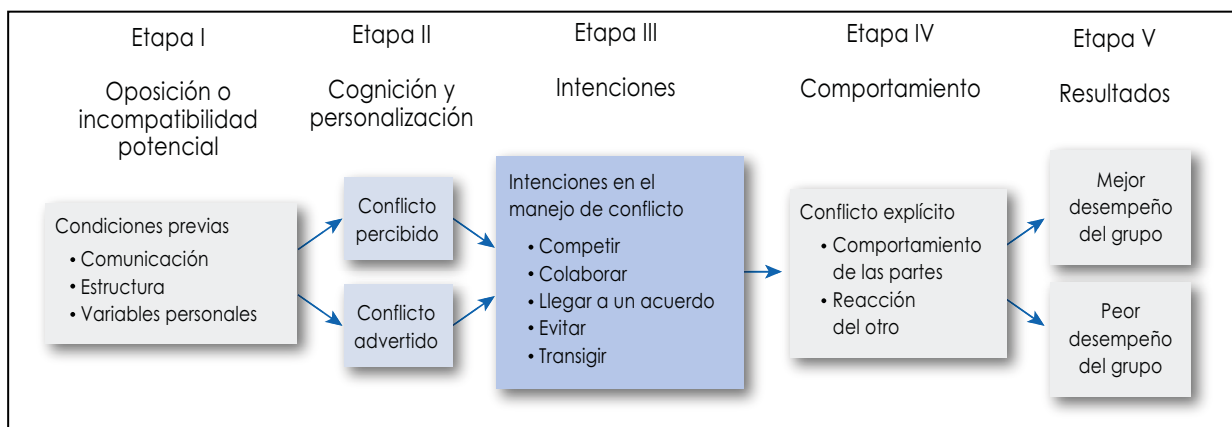 Etapa I
Oposición o
incompatibilidad
potencial
Condiciones previas
• Comunicación
• Estructura
• Variables personales
Etapa II
Cognición y
personalización
Conflicto
percibido
Conflicto
advertido
Etapa III
Intenciones
Intenciones en el
manejo de conflicto
• Competir
• Colaborar
• Llegar a un acuerdo
• Evitar
• Transigir
Etapa IV
Comportamiento
Conflicto explícito
• Comportamiento
de las partes
• Reacción
del otro
Etapa V
Resultados
Mejor
desempeño
del grupo
Peor
desempeño
del grupo